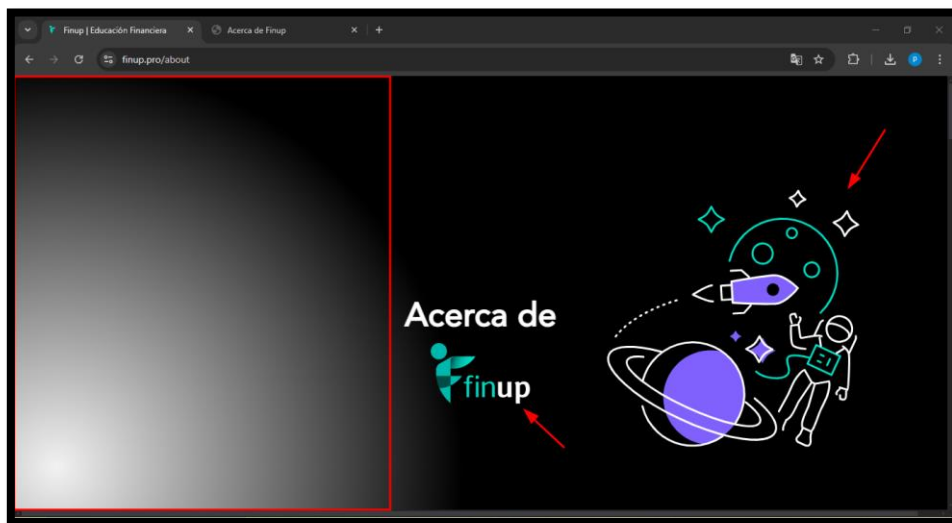 Finup | Educación Financiera
Acerca de Finup
finup.pro/about
P
Acerca de
finup